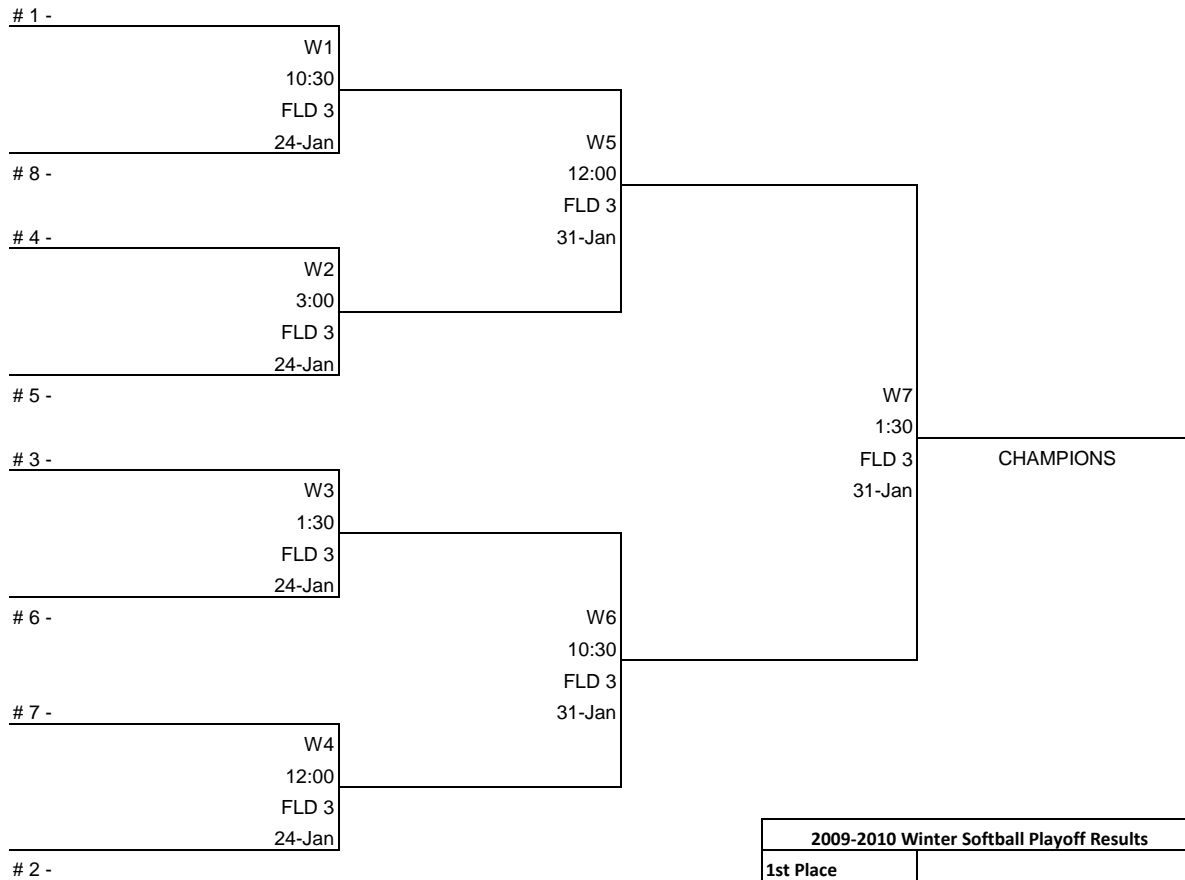 # 1 -
W1
10:30
FLD 3
24-Jan
# 8 -
# 4 -
W2
3:00
FLD 3
24-Jan
# 5 -
# 3 -
W3
1:30
FLD 3
24-Jan
# 6 -
# 7 -
W4
12:00
FLD 3
24-Jan
# 2 -
W5
12:00
FLD 3
31-Jan
W6
10:30
FLD 3
31-Jan
W7
1:30
FLD 3
31-Jan
CHAMPIONS
2009-2010 Winter Softball Playoff Results
1st Place